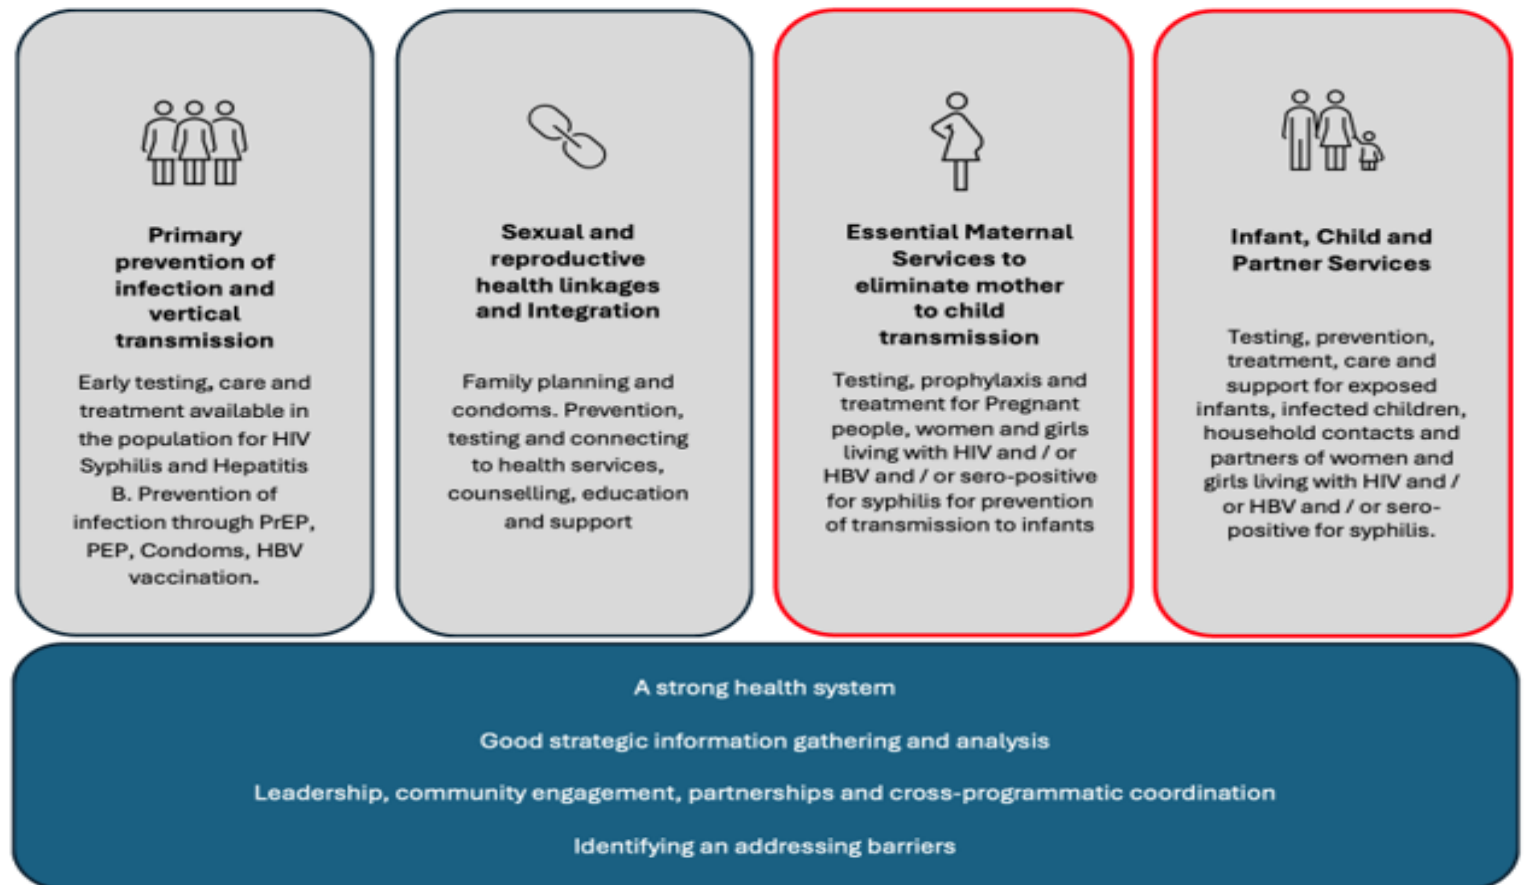 Primary
prevention of
infection and
vertical
transmission
Early testing, care and
treatment available in
the population for HIV
Syphilis and Hepatitis
B. Prevention of
infection through PrEP,
PEP, Condoms, HBV
vaccination.
Sexual and
reproductive
health linkages
and Integration
Family planning and
condoms. Prevention,
testing and connecting
to health services,
counselling, education
and support
Essential Maternal
Services to
eliminate mother
to child
transmission
Testing, prophylaxis and
treatment for Pregnant
people, women and girls
living with HIV and / or
HBV and / or sero-positive
for syphilis for prevention
of transmission to infants
Infant, Child and
Partner Services
Testing, prevention,
treatment, care and
support for exposed
infants, infected children,
household contacts and
partners of women and
girls living with HIV and /
or HBV and / or sero-
positive for syphilis.
A strong health system
Good strategic information gathering and analysis
Leadership, community engagement, partnerships and cross-programmatic coordination
Identifying an addressing barriers